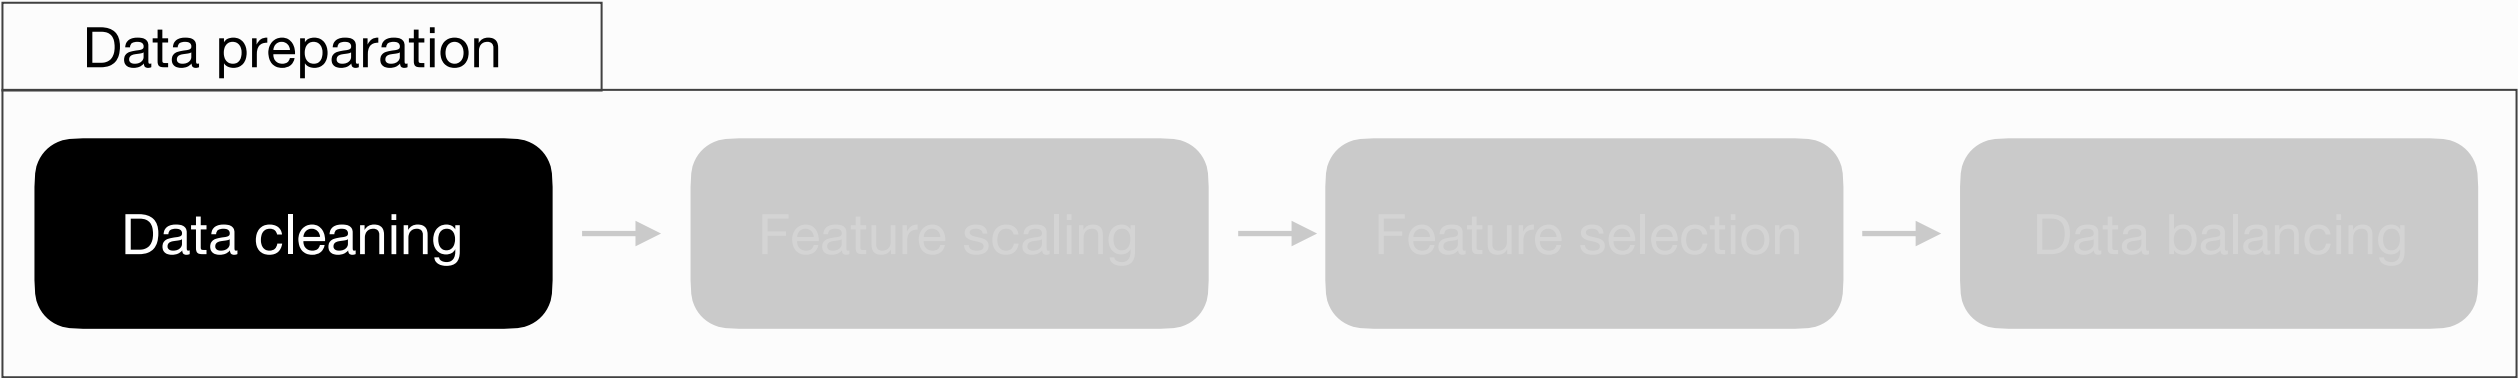 Data preparation
Data cleaning
Feature scaling
Feature selection
Data balancing